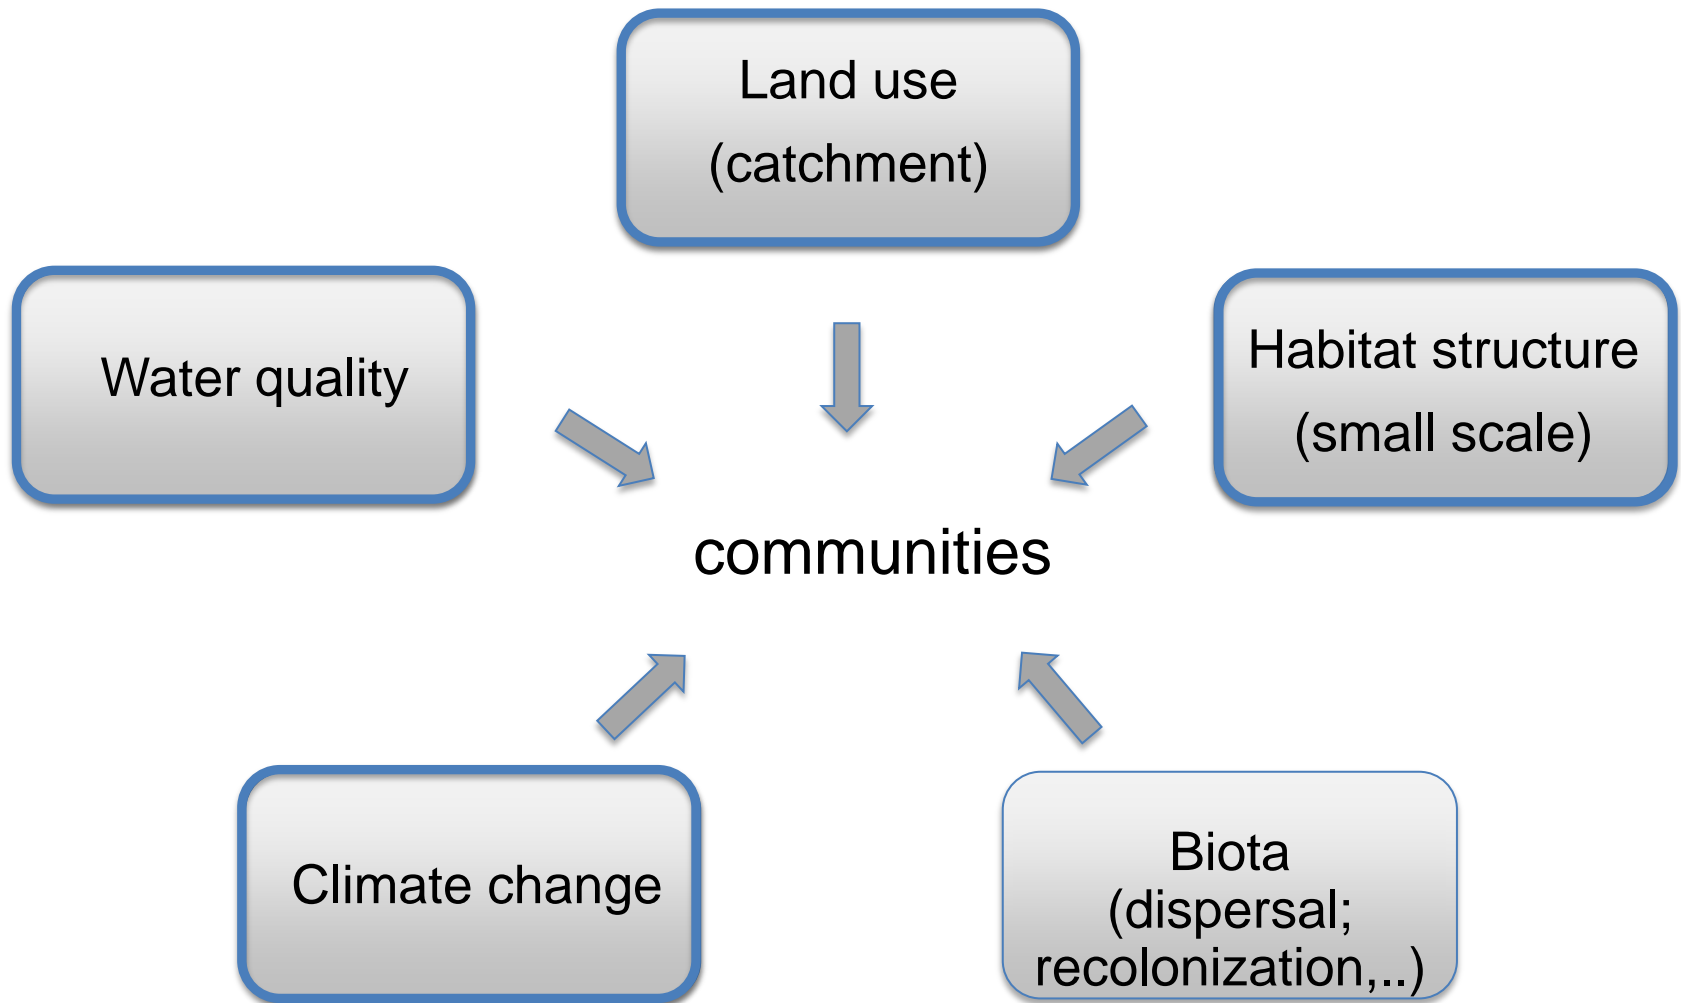 Land use
(catchment)
Water quality
Habitat structure
(small scale)
communities
Climate change
Biota
(dispersal;
recolonization,..)